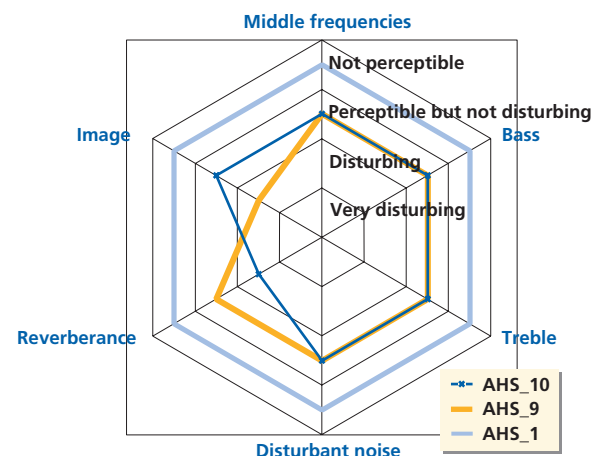 Middle frequencies
Not perceptible
Perceptible but not disturbing
Image
Bass
Disturbing
Very disturbing
Reverberance
Treble
AHS_10
AHS_9
AHS_1
Disturbant noise